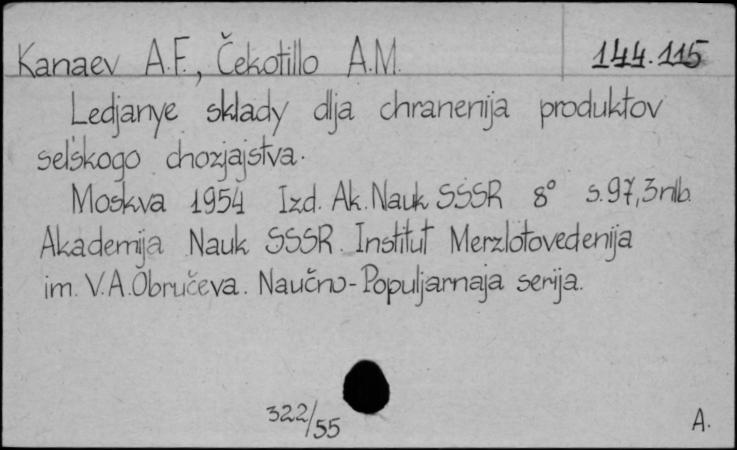 Kanaev A.F., Čekotillo A.M. 144.115
Ledjanye sklady dlja chranenija produktov
sel'skogo chozjajstva.
Moskva 1954 Izd. Ak. Nauk SSSR 8° s.97, 3 nlb.
Akademija Nauk SSSR. Institut Merzlotovedenija
im. V.A. Obručeva. Naučno-Populjarnaja serija.
322/55
A.